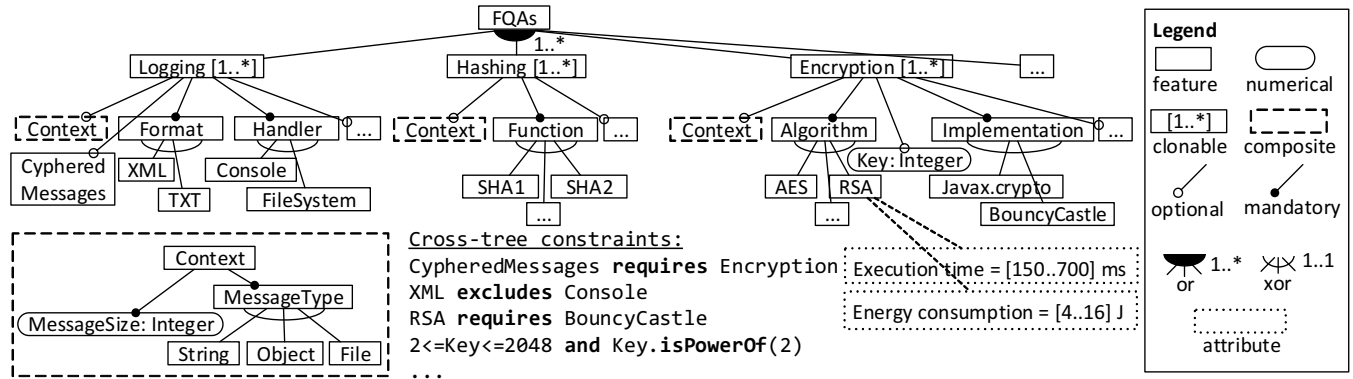 FQAs
1..*
Logging [1..*]
Hashing [1..*]
Encryption [1..*]
...
Context
Format
Handler
...
Context
Function
...
Context
Algorithm
Implementation
...
Cyphered
Messages
XML
Console
TXT
FileSystem
SHA1
SHA2
...
Key: Integer
AES
RSA
...
Javax.crypto
BouncyCastle
Context
MessageType
MessageSize: Integer
String
Object
File
Cross-tree constraints:
CypheredMessages requires Encryption
XML excludes Console
RSA requires BouncyCastle
2<=Key<=2048 and Key.isPowerOf(2)
...
Execution time = [150..700] ms
Energy consumption = [4..16] J
Legend
feature
numerical
[1..*]
clonable
composite
optional
mandatory
1..*
or
1..1
xor
attribute